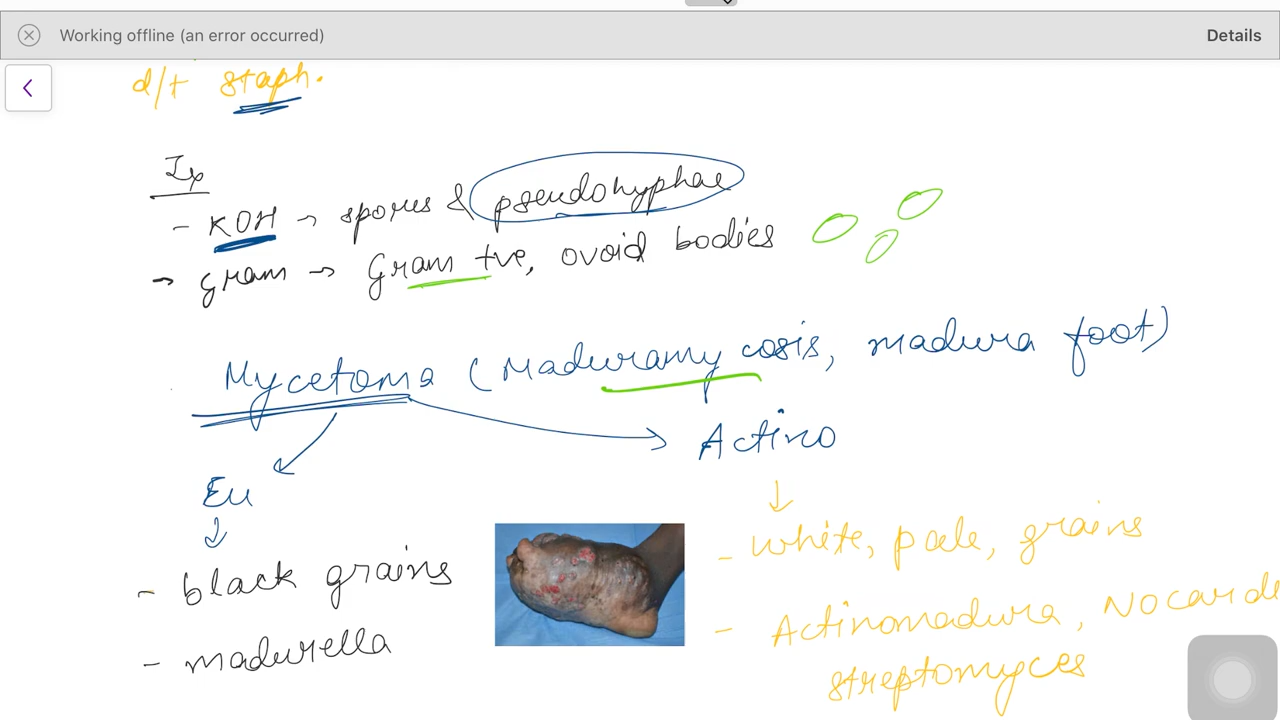 Working offline (an error occurred) Details
d/t staph.
Ix
- KOH → spores & pseudohyphae
→ gram → Gram +ve, ovoid bodies
Mycetoma (Maduramycosis, madura foot)
Eu Actino
- black grains
- white, pale, grains
- madurella
- Actinomadura, Nocardi
streptomyces